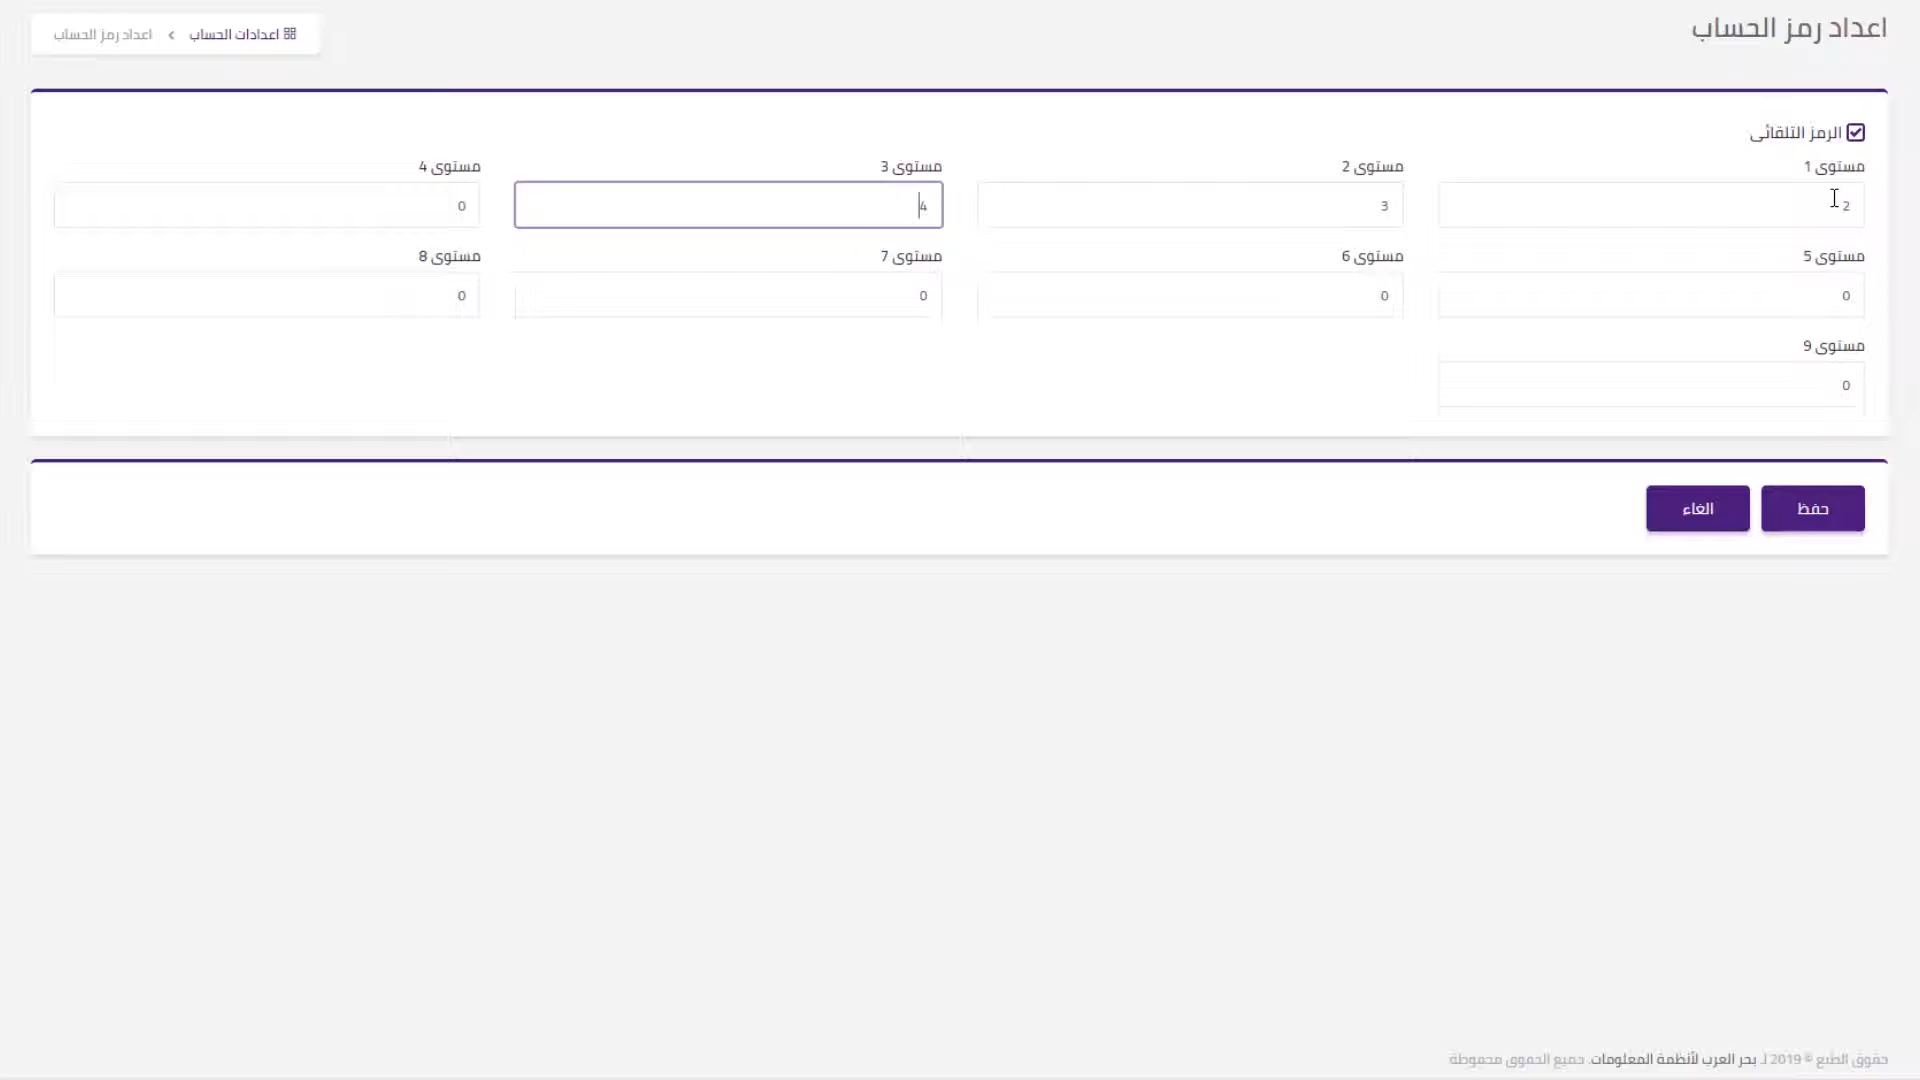 اعداد رمز الحساب
اعدادات الحساب > اعداد رمز الحساب
الرمز التلقائى
مستوى 1
2
مستوى 2
3
مستوى 3
4
مستوى 4
0
مستوى 5
0
مستوى 6
0
مستوى 7
0
مستوى 8
0
مستوى 9
0
حفظ
الغاء
حقوق الطبع © 2019 لـ بحر العرب لأنظمة المعلومات. جميع الحقوق محفوظة